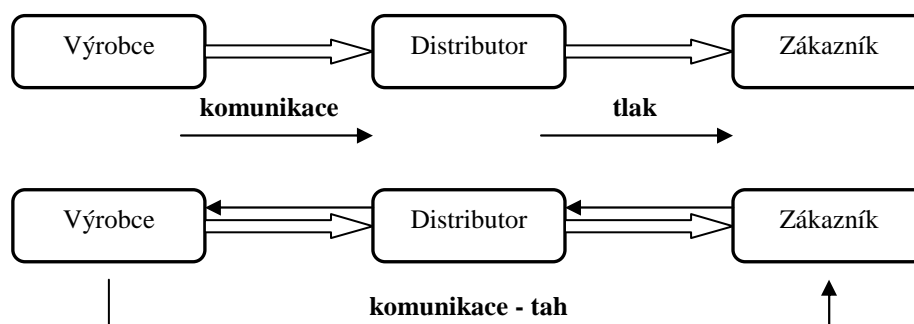 Výrobce Distributor Zákazník
komunikace tlak
Výrobce Distributor Zákazník
komunikace - tah